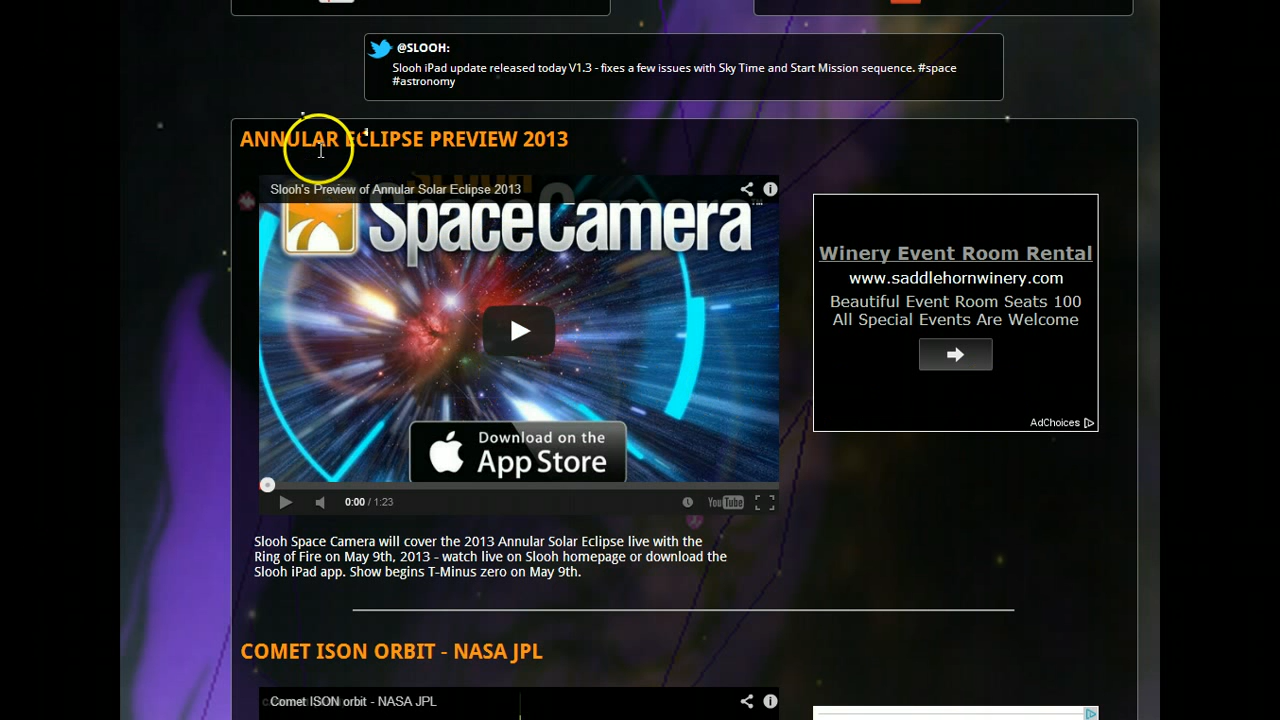 @SLOOH:
Slooh iPad update released today V1.3 - fixes a few issues with Sky Time and Start Mission sequence. #space
#astronomy
ANNULAR ECLIPSE PREVIEW 2013
Slooh's Preview of Annular Solar Eclipse 2013
SLOOH
SpaceCamera™
Download on the
App Store
0:00 / 1:23
YouTube
Winery Event Room Rental
www.saddlehornwinery.com
Beautiful Event Room Seats 100
All Special Events Are Welcome
AdChoices
Slooh Space Camera will cover the 2013 Annular Solar Eclipse live with the
Ring of Fire on May 9th, 2013 - watch live on Slooh homepage or download the
Slooh iPad app. Show begins T-Minus zero on May 9th.
COMET ISON ORBIT - NASA JPL
Comet ISON orbit - NASA JPL